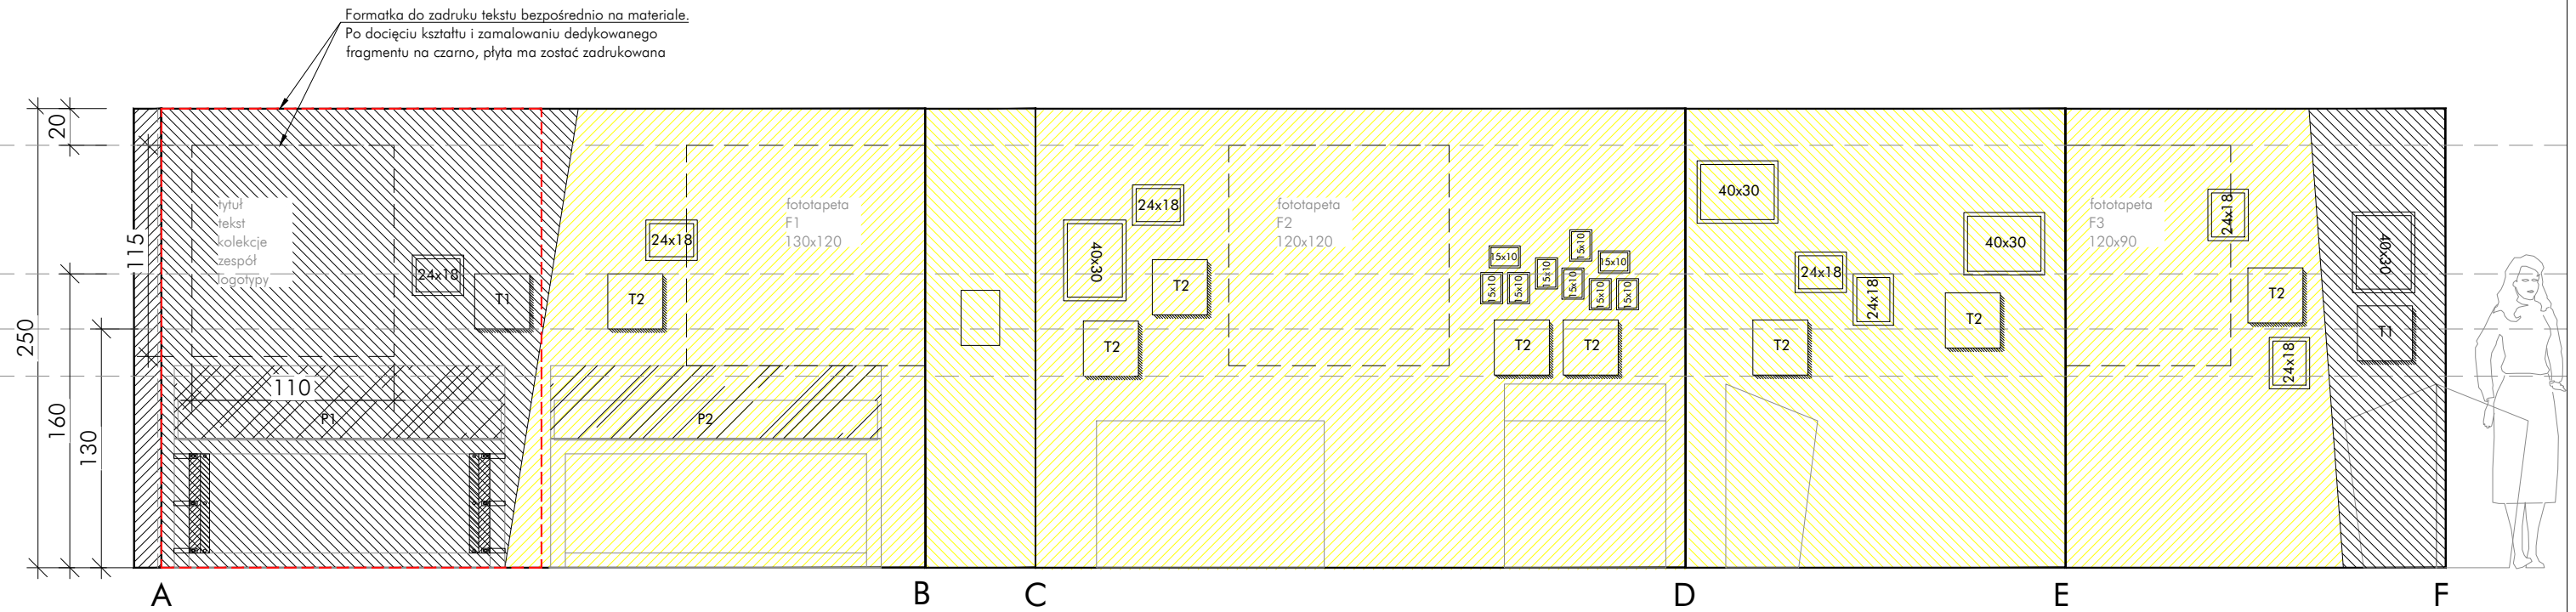 Formatka do zadruku tekstu bezpośrednio na materiale.
Po docięciu kształtu i zamalowaniu dedykowanego
fragmentu na czarno, płyta ma zostać zadrukowana
20
115
250
160
130
tytuł
tekst
kolekcje
zespół
logotypy
24x18
T1
110
P1
24x18
T2
fototapeta
F1
130x120
P2
24x18
40x30
T2
T2
fototapeta
F2
120x120
15x10
15x10
15x10
15x10
15x10
15x10
15x10
15x10
15x10
T2
T2
40x30
24x18
24x18
40x30
T2
T2
fototapeta
F3
120x90
24x18
T2
24x18
40x30
T1
A
B
C
D
E
F